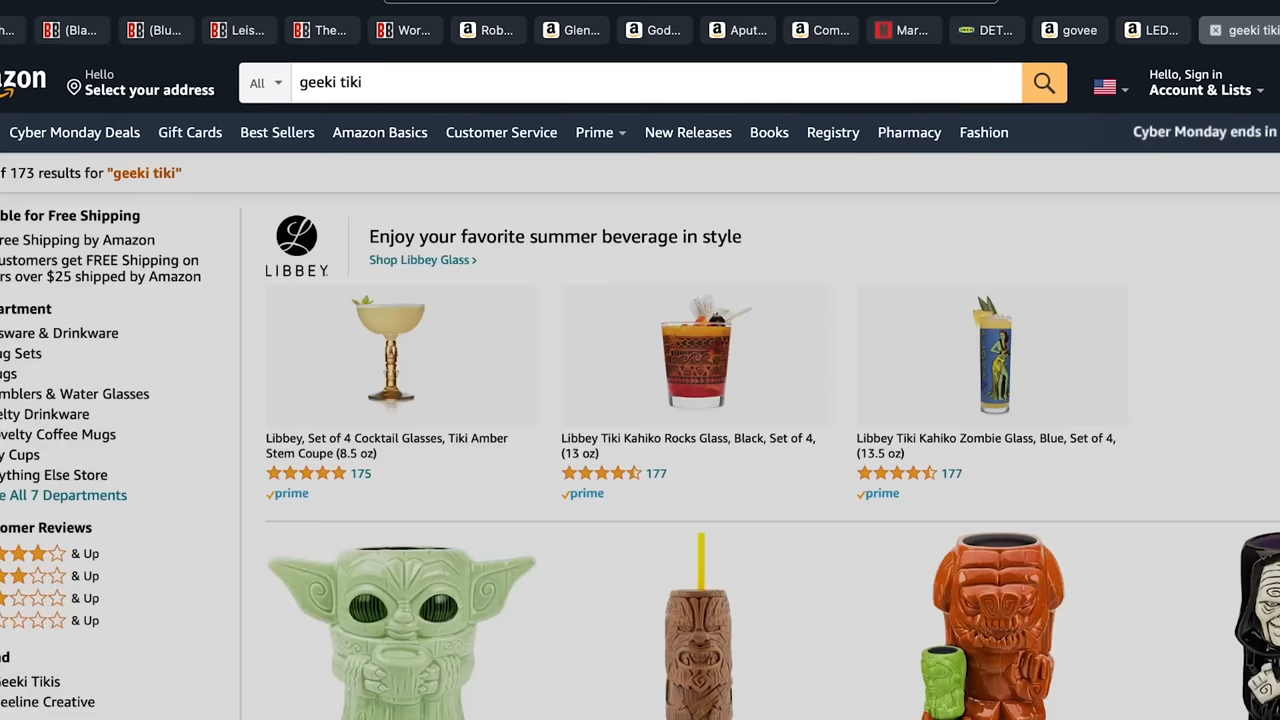 h...
(Bla...
(Blu...
Leis...
The...
Wor...
Rob...
Glen...
God...
Aput...
Com...
Mar...
DET...
govee
LED...
geeki tiki
zon
Hello
Select your address
All
geeki tiki
Hello, Sign in
Account & Lists
Cyber Monday Deals
Gift Cards
Best Sellers
Amazon Basics
Customer Service
Prime
New Releases
Books
Registry
Pharmacy
Fashion
Cyber Monday ends in
f 173 results for "geeki tiki"
ble for Free Shipping
ree Shipping by Amazon
ustomers get FREE Shipping on
rs over $25 shipped by Amazon
artment
sware & Drinkware
ug Sets
ugs
mblers & Water Glasses
elty Drinkware
ovelty Coffee Mugs
y Cups
ything Else Store
e All 7 Departments
omer Reviews
& Up
& Up
& Up
& Up
nd
Geeki Tikis
eeline Creative
LIBBEY
Enjoy your favorite summer beverage in style
Shop Libbey Glass ›
Libbey, Set of 4 Cocktail Glasses, Tiki Amber
Stem Coupe (8.5 oz)
175
prime
Libbey Tiki Kahiko Rocks Glass, Black, Set of 4,
(13 oz)
177
prime
Libbey Tiki Kahiko Zombie Glass, Blue, Set of 4,
(13.5 oz)
177
prime